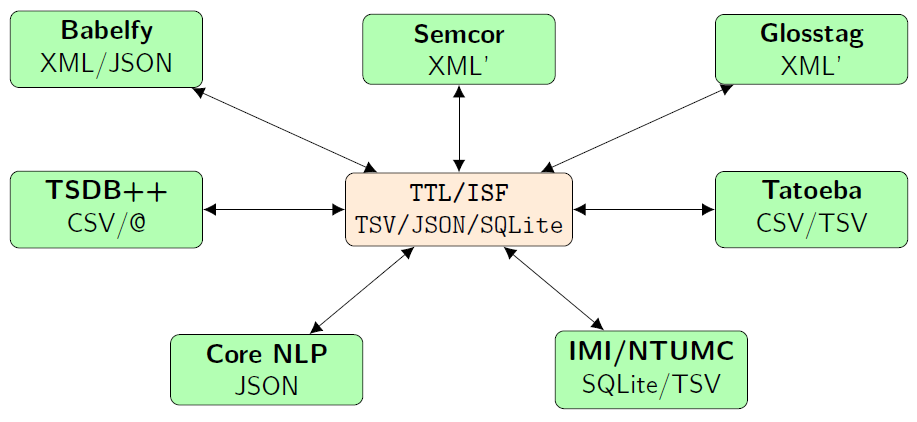 Babelfy
XML/JSON
Semcor
XML'
Glosstag
XML'
TSDB++
CSV/@
TTL/ISF
TSV/JSON/SQLite
Tatoeba
CSV/TSV
Core NLP
JSON
IMI/NTUMC
SQLite/TSV